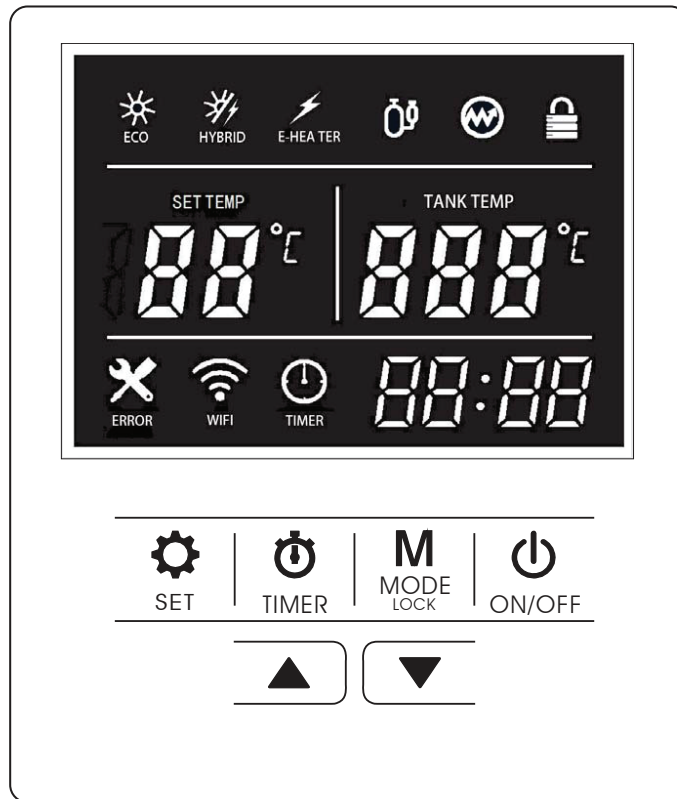 ECO HYBRID E-HEA TER
SET TEMP TANK TEMP
88 °C 888 °C
ERROR WIFI TIMER 88:88
SET TIMER M MODE LOCK ON/OFF